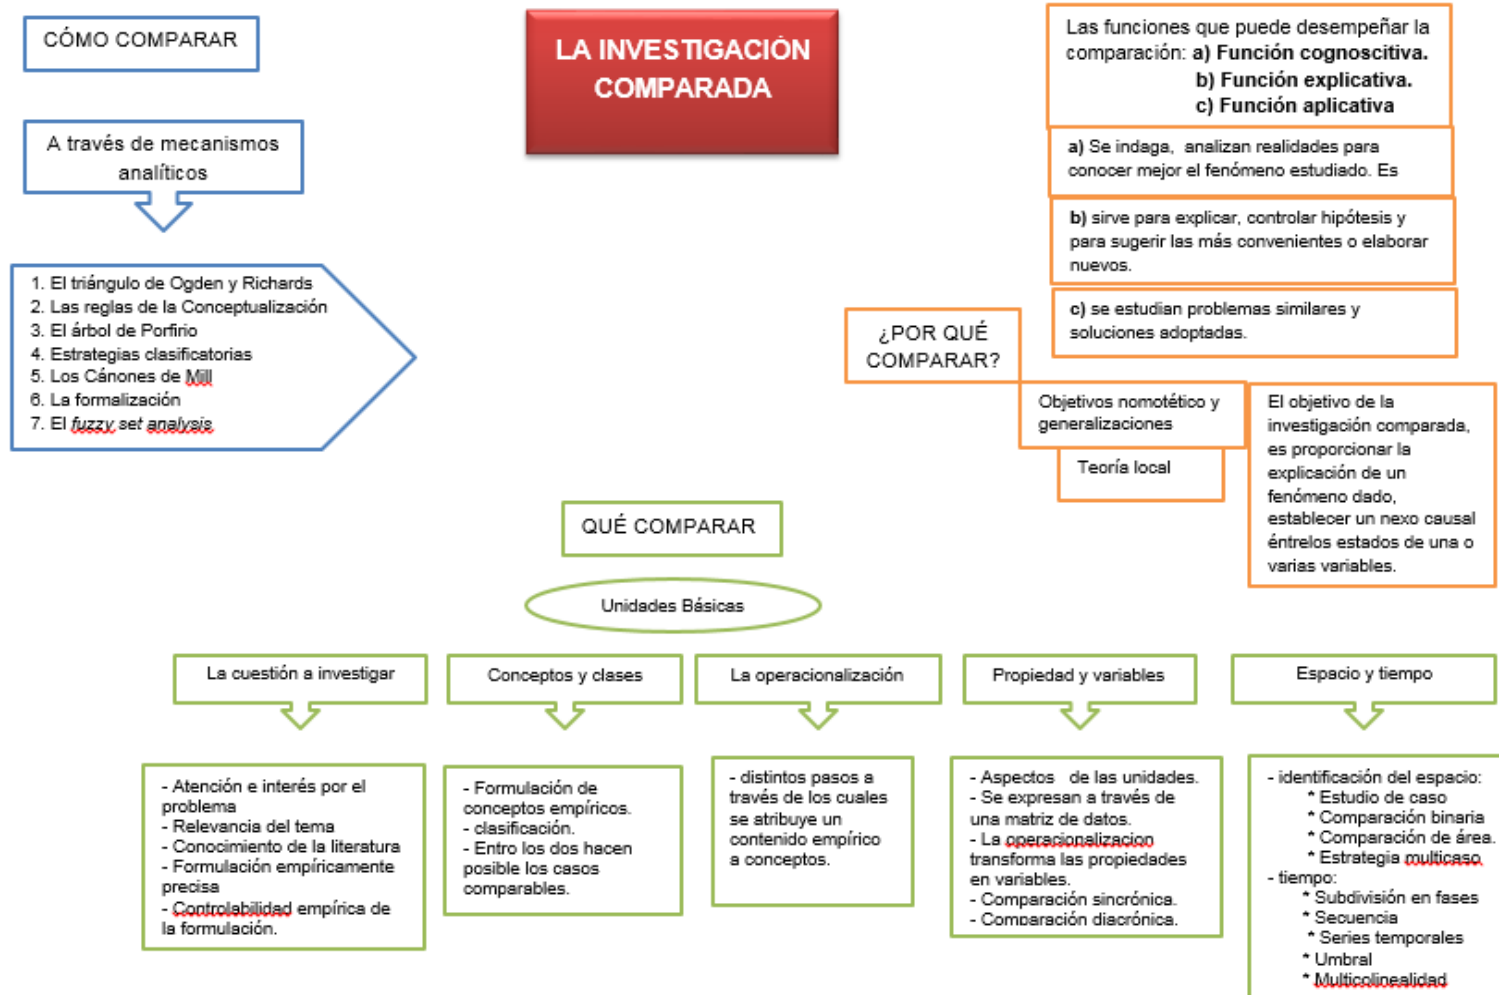 CÓMO COMPARAR
A través de mecanismos
analíticos
1. El triángulo de Ogden y Richards
2. Las reglas de la Conceptualización
3. El árbol de Porfirio
4. Estrategias clasificatorias
5. Los Cánones de Mill
6. La formalización
7. El fuzzy set analysis
LA INVESTIGACIÓN
COMPARADA
Las funciones que puede desempeñar la
comparación: a) Función cognoscitiva.
b) Función explicativa.
c) Función aplicativa
a) Se indaga, analizan realidades para
conocer mejor el fenómeno estudiado. Es
b) sirve para explicar, controlar hipótesis y
para sugerir las más convenientes o elaborar
nuevos.
c) se estudian problemas similares y
soluciones adoptadas.
¿POR QUÉ
COMPARAR?
Objetivos nomotético y
generalizaciones
Teoría local
El objetivo de la
investigación comparada,
es proporcionar la
explicación de un
fenómeno dado,
establecer un nexo causal
éntrelos estados de una o
varias variables.
QUÉ COMPARAR
Unidades Básicas
La cuestión a investigar
- Atención e interés por el
problema
- Relevancia del tema
- Conocimiento de la literatura
- Formulación empíricamente
precisa
- Controlabilidad empírica de
la formulación.
Conceptos y clases
- Formulación de
conceptos empíricos.
- clasificación.
- Entro los dos hacen
posible los casos
comparables.
La operacionalización
- distintos pasos a
través de los cuales
se atribuye un
contenido empírico
a conceptos.
Propiedad y variables
- Aspectos de las unidades.
- Se expresan a través de
una matriz de datos.
- La operacionalizacion
transforma las propiedades
en variables.
- Comparación sincrónica.
- Comparación diacrónica.
Espacio y tiempo
- identificación del espacio:
* Estudio de caso
* Comparación binaria
* Comparación de área.
* Estrategia multicaso
- tiempo:
* Subdivisión en fases
* Secuencia
* Series temporales
* Umbral
* Multicolinealidad